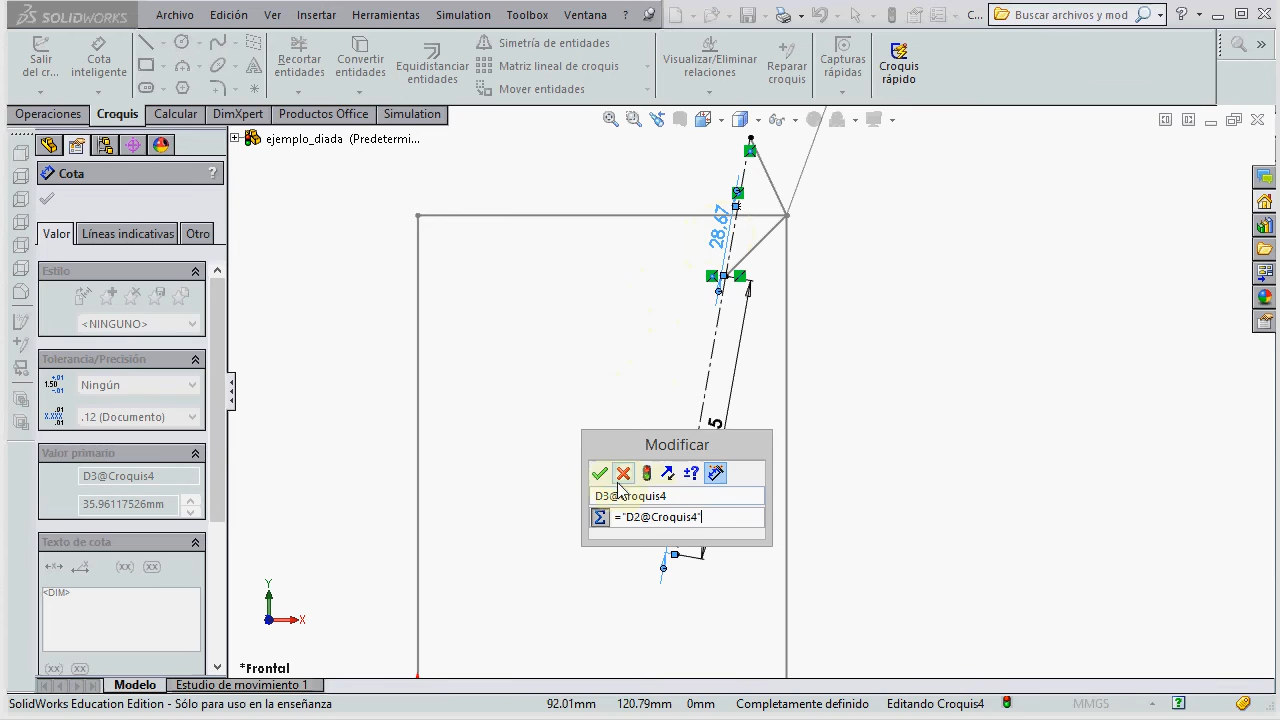 SOLIDWORKS
Archivo Edición Ver Insertar Herramientas Simulation Toolbox Ventana ?
C...
Buscar archivos y mod
?
Salir del cr...
Cota inteligente
Recortar entidades
Convertir entidades
Equidistanciar entidades
Simetría de entidades
Matriz lineal de croquis
Mover entidades
Visualizar/Eliminar relaciones
Reparar croquis
Capturas rápidas
Croquis rápido
Operaciones Croquis Calcular DimXpert Productos Office Simulation
ejemplo_diada (Predetermi...
Cota ?
Valor Líneas indicativas Otro
Estilo
<NINGUNO>
Tolerancia/Precisión
Ningún
.12 (Documento)
Valor primario
D3@Croquis4
35.96117526mm
Texto de cota
<DIM>
28,67
5
Modificar
D3@Croquis4
="D2@Croquis4"
Y
X
*Frontal
Modelo Estudio de movimiento 1
SolidWorks Education Edition - Sólo para uso en la enseñanza
92.01mm 120.79mm 0mm Completamente definido Editando Croquis4
MMGS
?